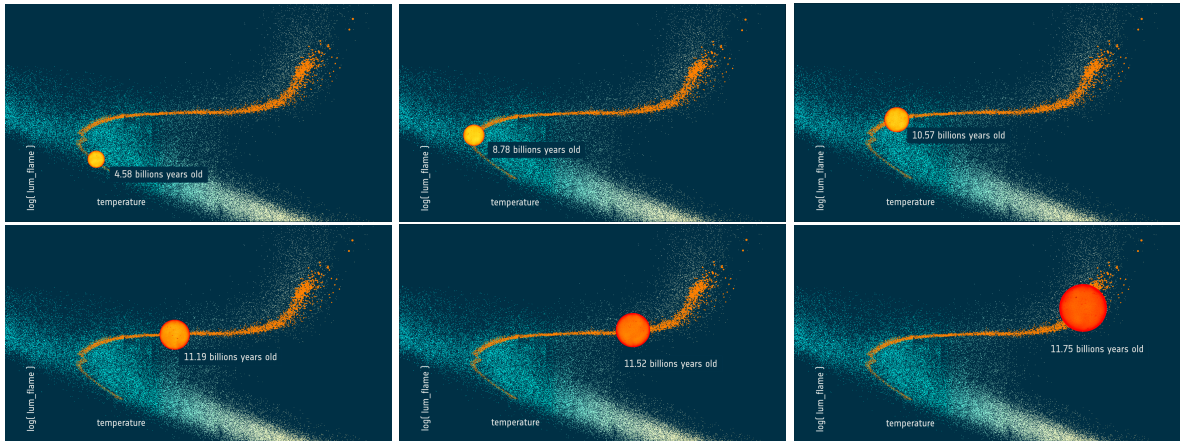 log[ lum_flame ]
4.58 billions years old
temperature
log[ lum_flame ]
8.78 billions years old
temperature
log[ lum_flame ]
10.57 billions years old
temperature
log[ lum_flame ]
11.19 billions years old
temperature
log[ lum_flame ]
11.52 billions years old
temperature
log[ lum_flame ]
11.75 billions years old
temperature